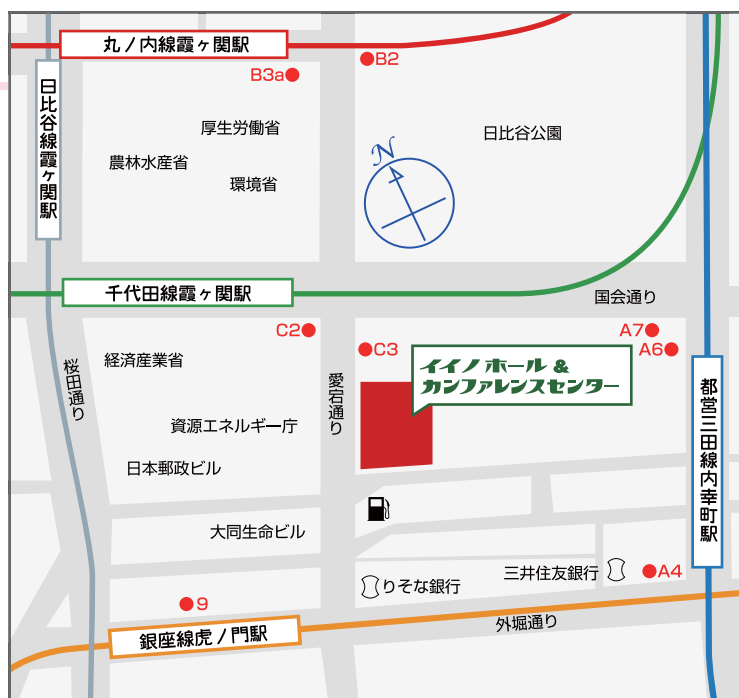 丸ノ内線霞ヶ関駅
B2
B3a
日比谷線霞ヶ関駅
厚生労働省
日比谷公園
農林水産省
環境省
N
千代田線霞ヶ関駅
国会通り
C2
A7
C3
A6
経済産業省
イイノホール&
カンファレンスセンター
桜田通り
愛宕通り
都営三田線内幸町駅
資源エネルギー庁
日本郵政ビル
大同生命ビル
三井住友銀行
A4
りそな銀行
9
銀座線虎ノ門駅
外堀通り